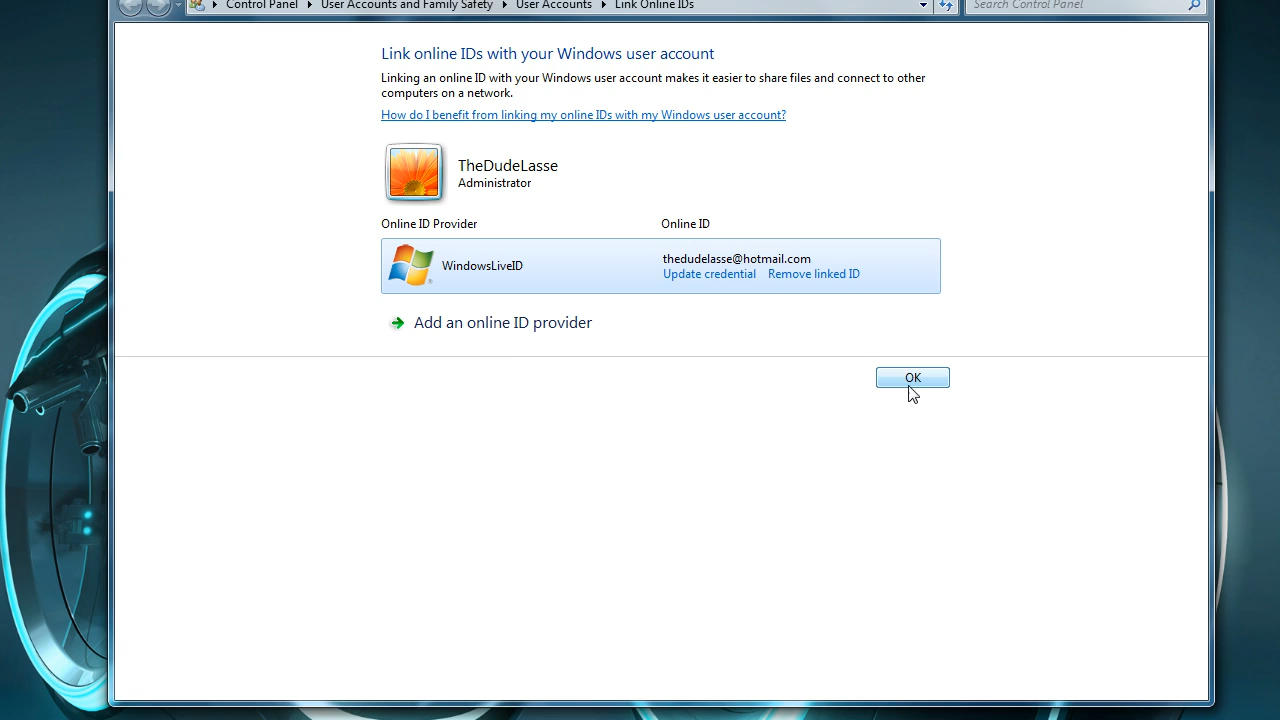 Control Panel User Accounts and Family Safety User Accounts Link Online IDs Search Control Panel
Link online IDs with your Windows user account
Linking an online ID with your Windows user account makes it easier to share files and connect to other
computers on a network.
How do I benefit from linking my online IDs with my Windows user account?
TheDudeLasse
Administrator
Online ID Provider Online ID
WindowsLiveID
thedudelasse@hotmail.com
Update credential Remove linked ID
Add an online ID provider
OK